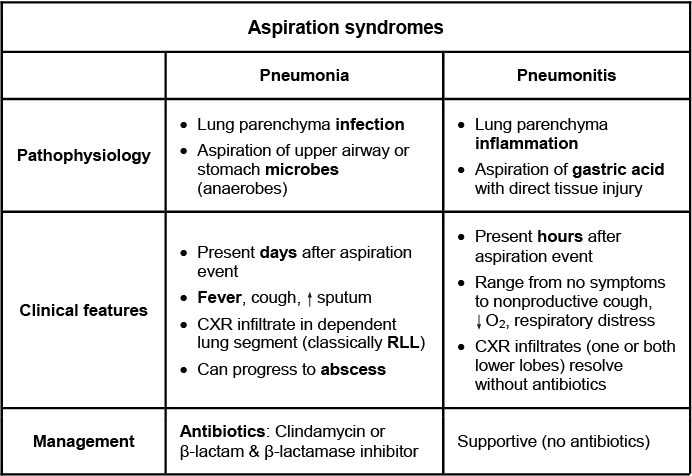 Aspiration syndromes
Pneumonia
Pneumonitis
Pathophysiology
• Lung parenchyma infection
• Aspiration of upper airway or
stomach microbes
(anaerobes)
• Lung parenchyma
inflammation
• Aspiration of gastric acid
with direct tissue injury
Clinical features
• Present days after aspiration
event
• Fever, cough, ↑ sputum
• CXR infiltrate in dependent
lung segment (classically RLL)
• Can progress to abscess
• Present hours after
aspiration event
• Range from no symptoms
to nonproductive cough,
↓O₂, respiratory distress
• CXR infiltrates (one or both
lower lobes) resolve
without antibiotics
Management
Antibiotics: Clindamycin or
β-lactam & β-lactamase inhibitor
Supportive (no antibiotics)